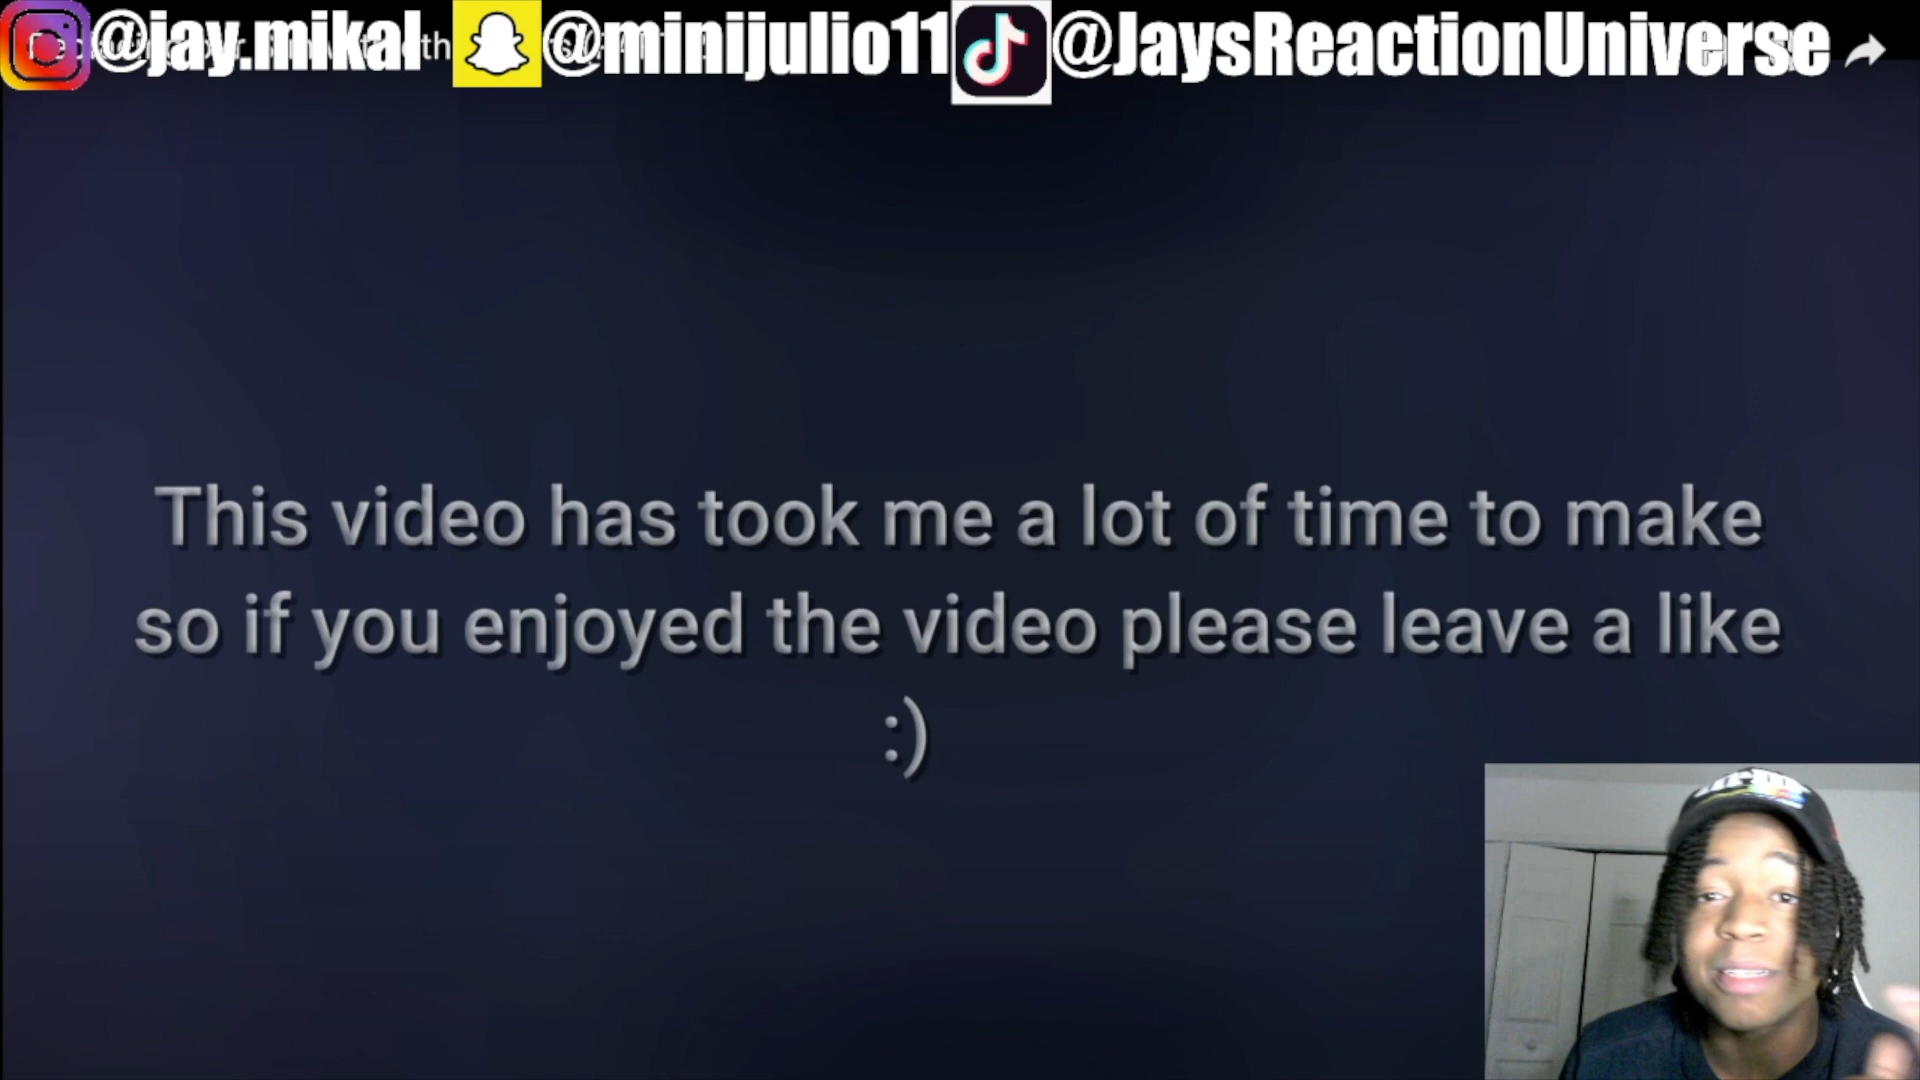 @jay.mikal @minijulio11 @JaysReactionUniverse
This video has took me a lot of time to make
so if you enjoyed the video please leave a like
:)